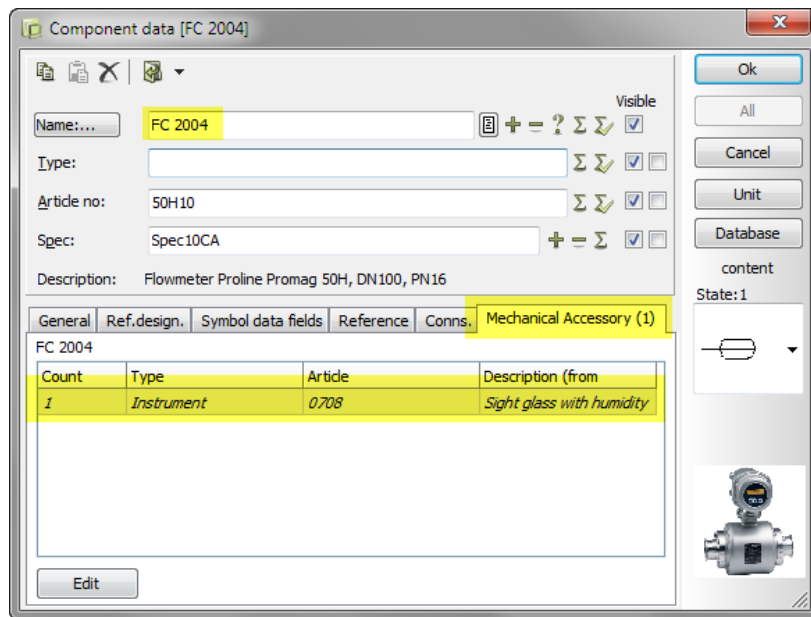 Component data [FC 2004]
Visible
Name:... FC 2004
Type:
Article no: 50H10
Spec: Spec10CA
Description: Flowmeter Proline Promag 50H, DN100, PN16
General Ref.design. Symbol data fields Reference Conns. Mechanical Accessory (1)
FC 2004
Count Type Article Description (from
1 Instrument 0708 Sight glass with humidity
Edit
Ok
All
Cancel
Unit
Database
content
State:1